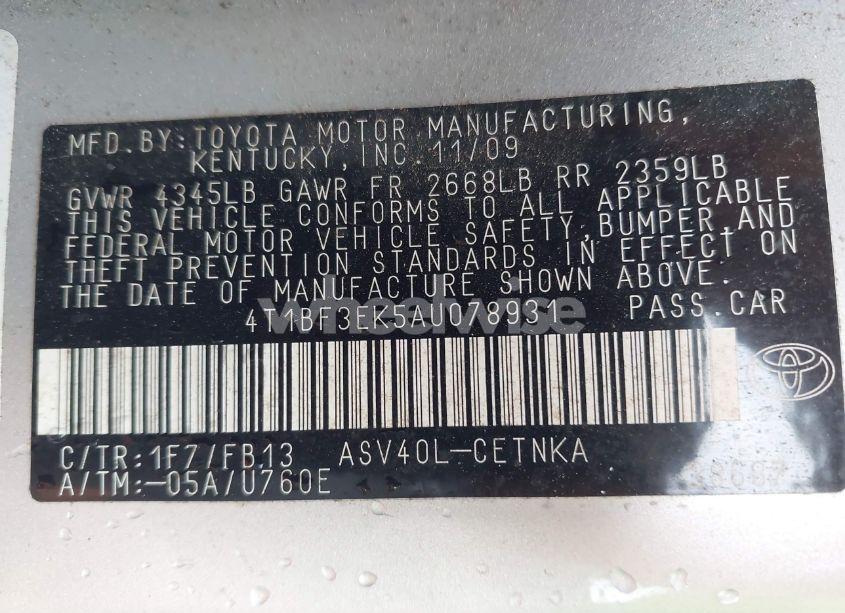 MFD.BY:TOYOTA MOTOR MANUFACTURING,
KENTUCKY,INC 11/09
GVWR 4345LB GAWR FR 2668LB RR 2359LB
THIS VEHICLE CONFORMS TO ALL APPLICABLE
FEDERAL MOTOR VEHICLE SAFETY,BUMPER,AND
THEFT PREVENTION STANDARDS IN EFFECT ON
THE DATE OF MANUFACTURE SHOWN ABOVE.
4T1BF3EK5AU078931 PASS.CAR
wheelwise
C/TR:1F7/FB13 ASV40L-CETNKA
A/TM:-05A/U760E